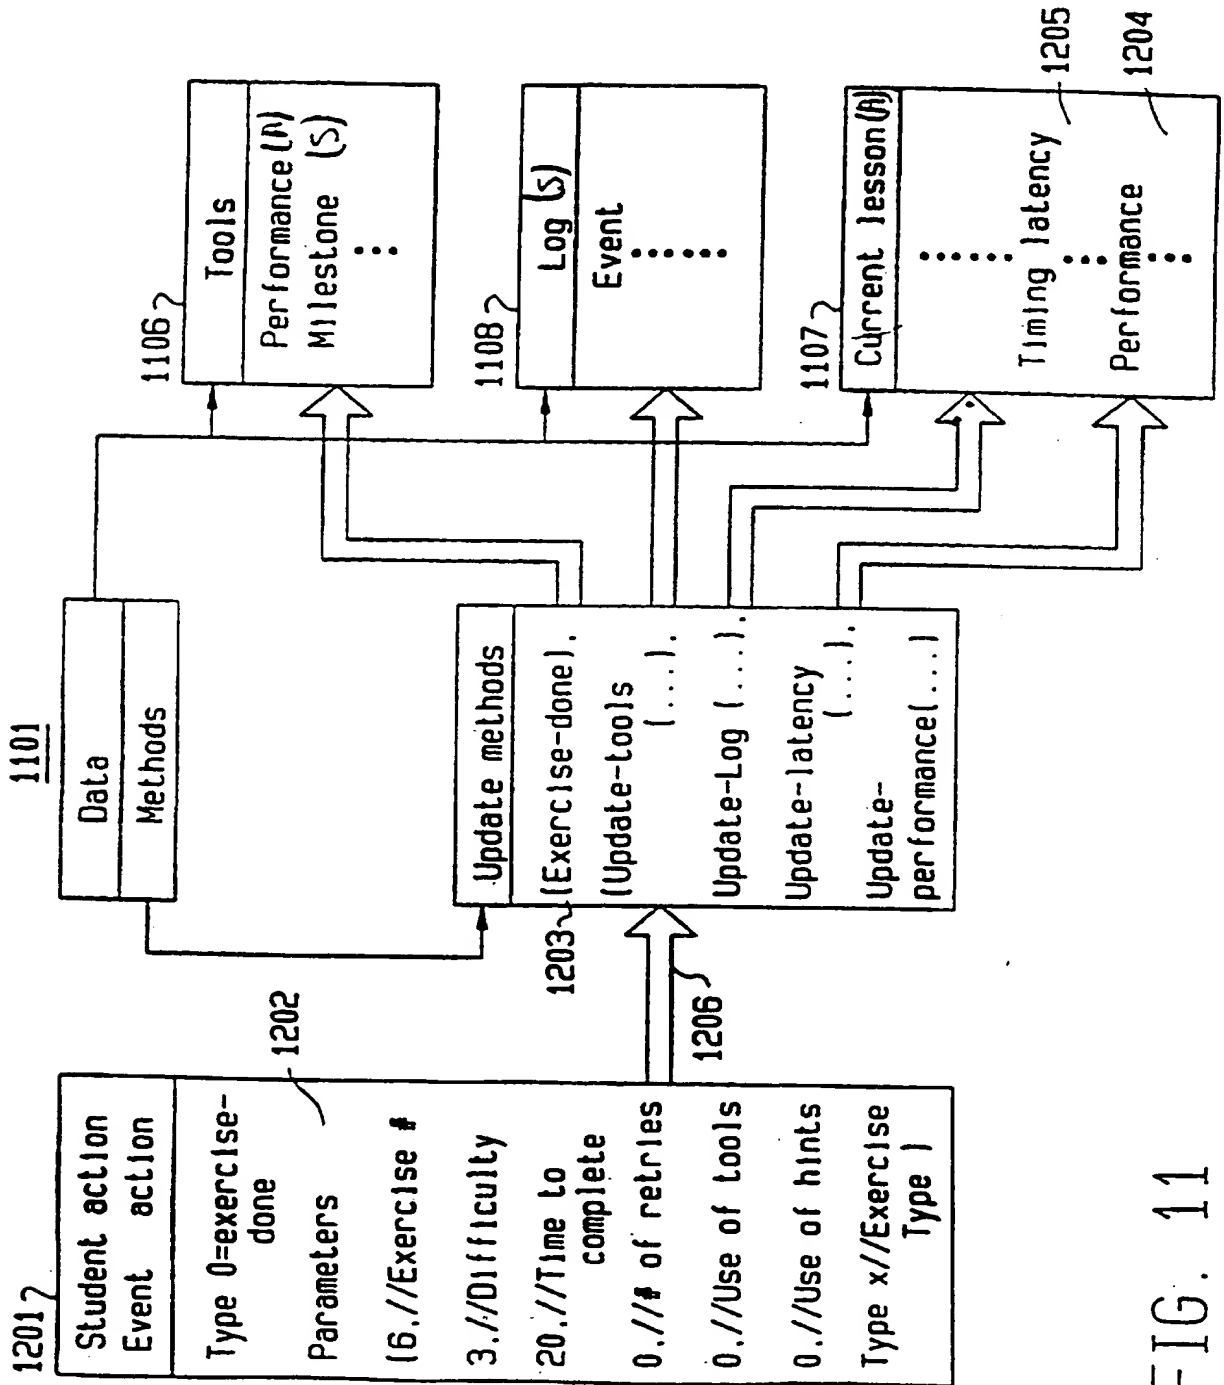 1101
Data
Methods
1201
Student action
Event action
Type 0=exercise-
done
Parameters
1202
(6.//Exercise #
3.//Difficulty
20.//Time to
complete
0.//# of retries
0.//Use of tools
0.//Use of hints
Type x//Exercise
Type )
1206
Update methods
1203
(Exercise-done),
(Update-tools
(...),
Update-Log (...),
Update-latency
(...),
Update-
performance(...)
1106
Tools
Performance(A)
Milestone (S)
1108
Log (S)
Event
1107
Current lesson(A)
Timing latency
1205
Performance
1204
FIG. 11